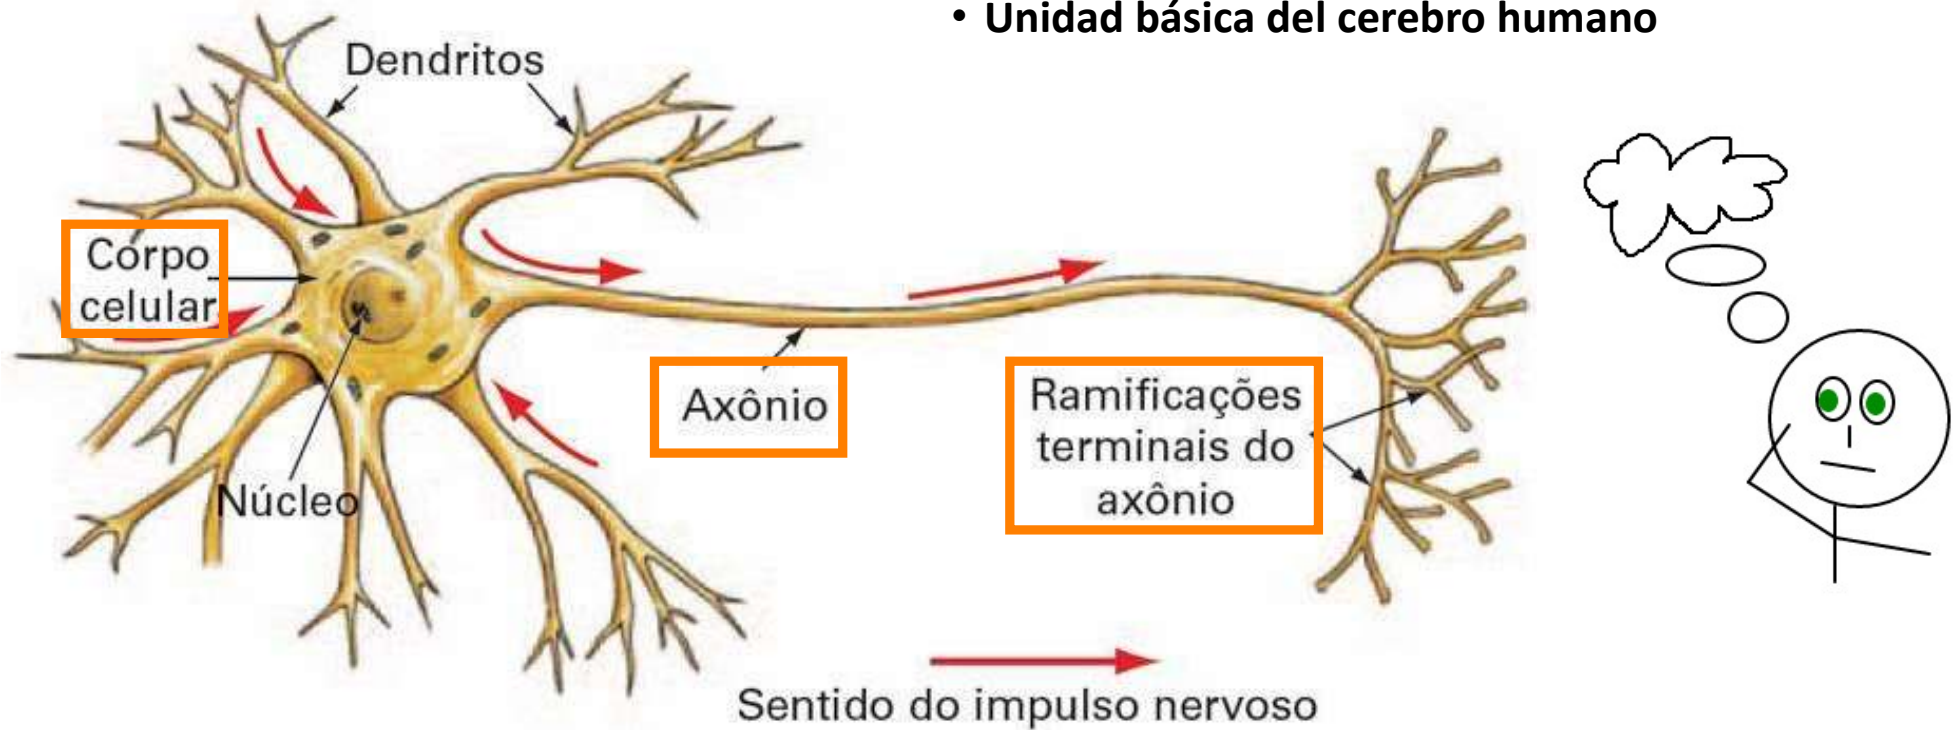 • Unidad básica del cerebro humano
Dendritos
Corpo
celular
Axônio
Ramificações
terminais do
axônio
Núcleo
Sentido do impulso nervoso